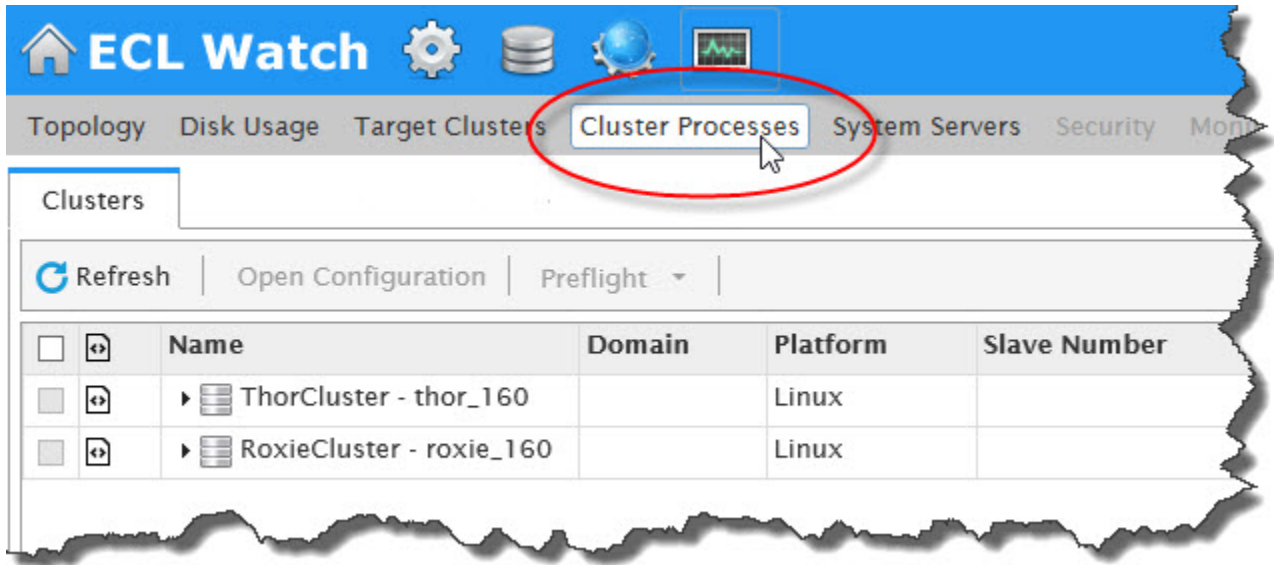 ECL Watch
Topology Disk Usage Target Clusters Cluster Processes System Servers Security
Clusters
Refresh Open Configuration Preflight
Name Domain Platform Slave Number
ThorCluster - thor_160 Linux
RoxieCluster - roxie_160 Linux